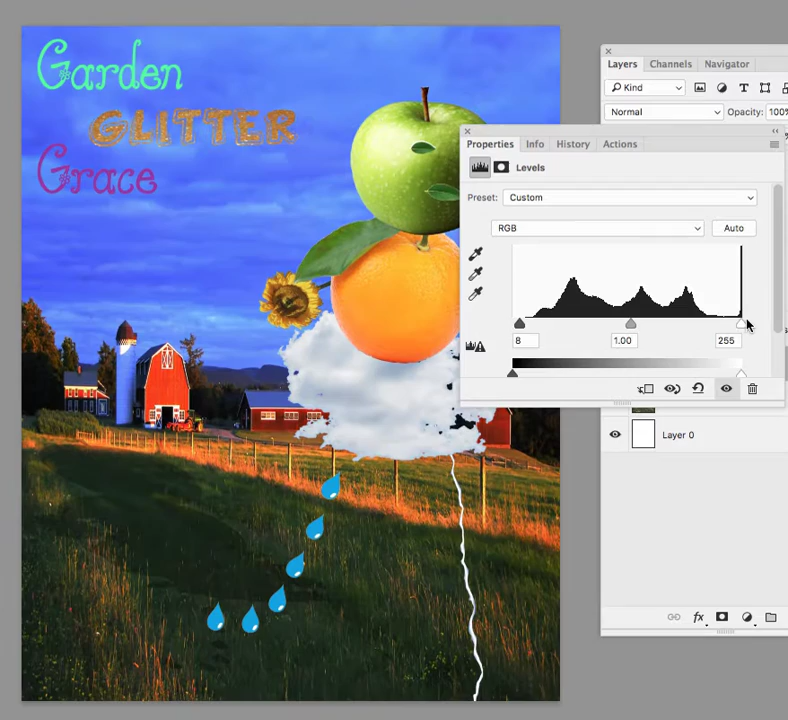 Garden
GLITTER
Grace
Layers Channels Navigator
Kind
Normal Opacity: 100%
Properties Info History Actions
Levels
Preset: Custom
RGB Auto
8 1.00 255
Layer 0
fx